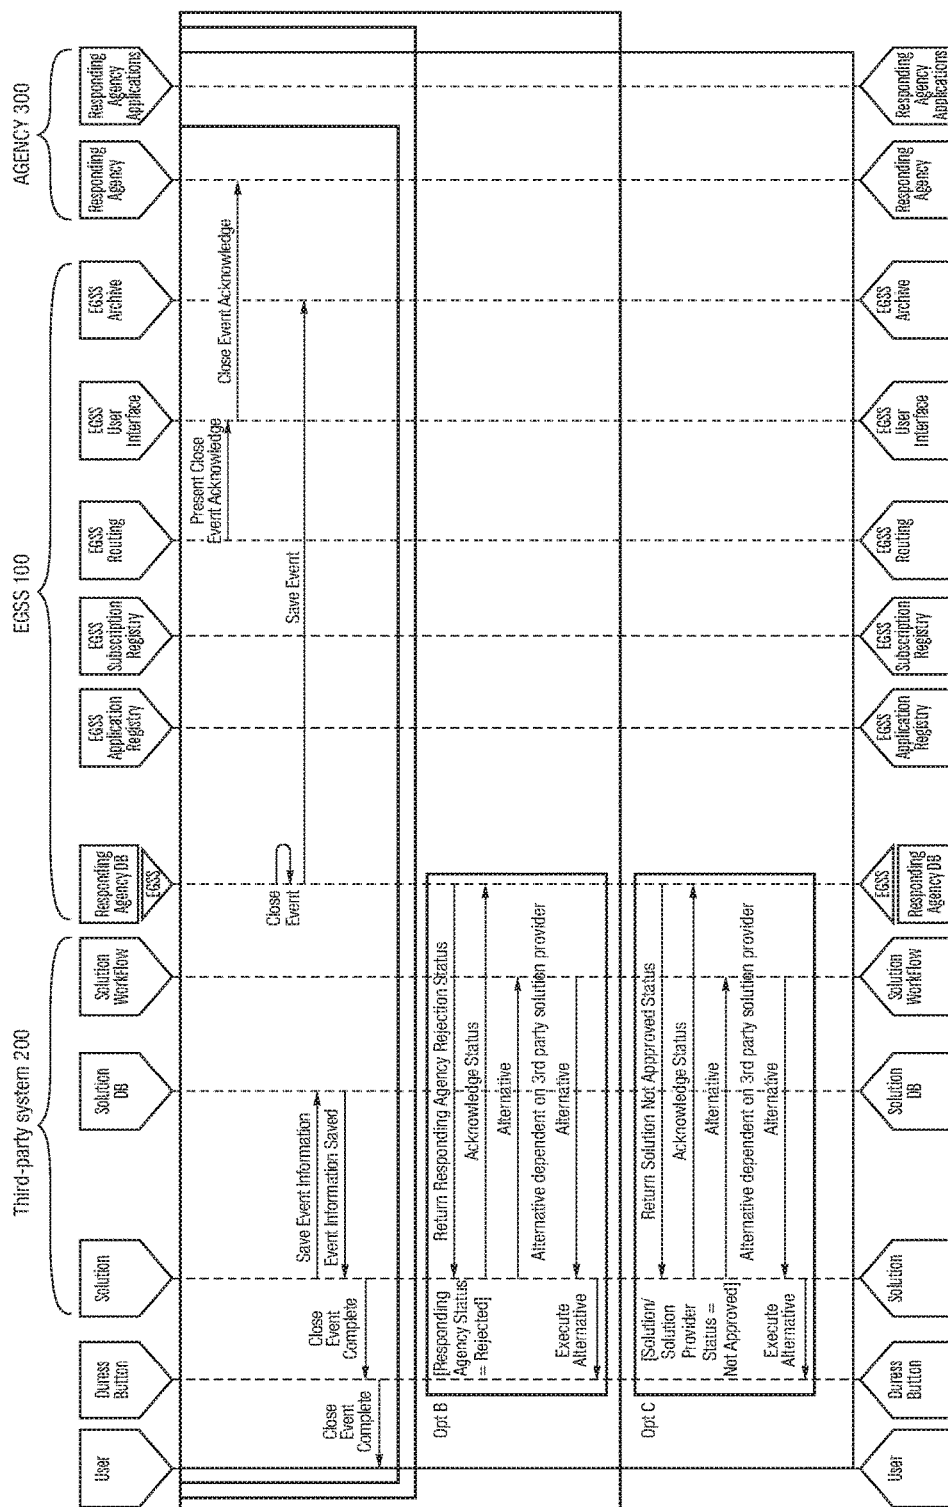 Third-party system 200
EGSS 100
AGENCY 300
User
Duress
Button
Solution
Solution
DB
Solution
WorkFlow
Responding
Agency DB
EGSS
EGSS
Application
Registry
EGSS
Subscription
Registry
EGSS
Routing
EGSS
User
Interface
EGSS
Archive
Responding
Agency
Responding
Agency
Applications
Present Close
Event Acknowledge
Close Event Acknowledge
Close
Event
Save Event
Save Event Information
Event Information Saved
Close
Event
Complete
Close
Event
Complete
Opt B
[Responding
Agency Status
= Rejected]
Return Responding Agency Rejection Status
Acknowledge Status
Alternative
Alternative dependent on 3rd party solution provider
Alternative
Execute
Alternative
Opt C
[Solution/
Solution
Provider
Status =
Not Approved]
Return Solution Not Appproved Status
Acknowledge Status
Alternative
Alternative dependent on 3rd party solution provider
Alternative
Execute
Alternative
User
Duress
Button
Solution
Solution
DB
Solution
WorkFlow
EGSS
Responding
Agency DB
EGSS
Application
Registry
EGSS
Subscription
Registry
EGSS
Routing
EGSS
User
Interface
EGSS
Archive
Responding
Agency
Responding
Agency
Applications